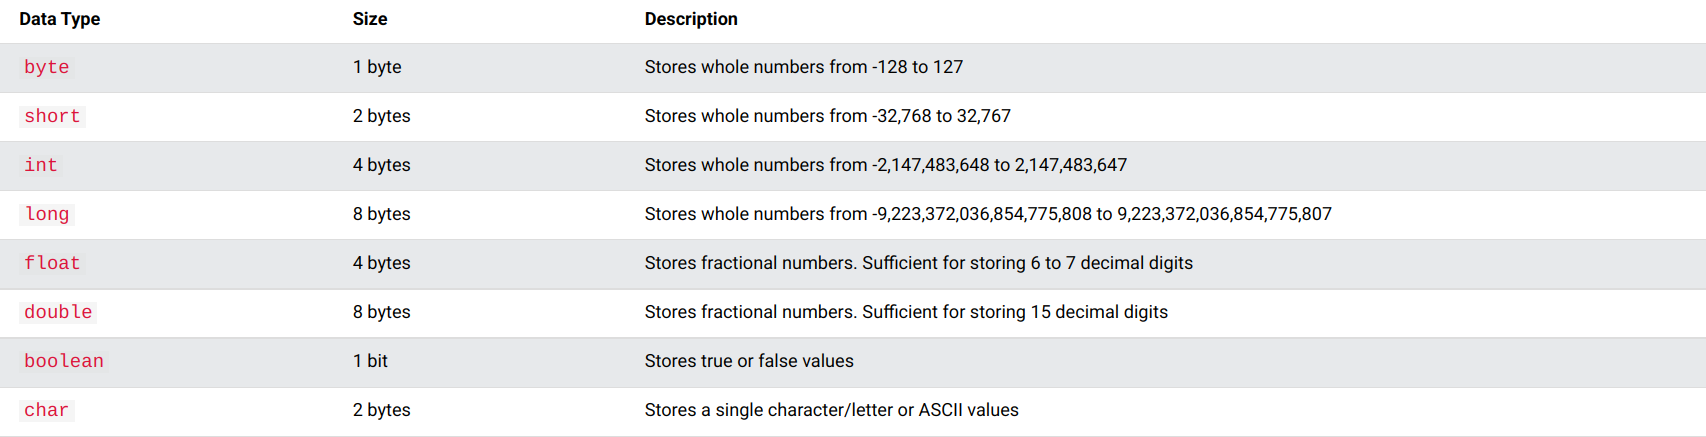 Data Type Size Description
byte 1 byte Stores whole numbers from -128 to 127
short 2 bytes Stores whole numbers from -32,768 to 32,767
int 4 bytes Stores whole numbers from -2,147,483,648 to 2,147,483,647
long 8 bytes Stores whole numbers from -9,223,372,036,854,775,808 to 9,223,372,036,854,775,807
float 4 bytes Stores fractional numbers. Sufficient for storing 6 to 7 decimal digits
double 8 bytes Stores fractional numbers. Sufficient for storing 15 decimal digits
boolean 1 bit Stores true or false values
char 2 bytes Stores a single character/letter or ASCII values